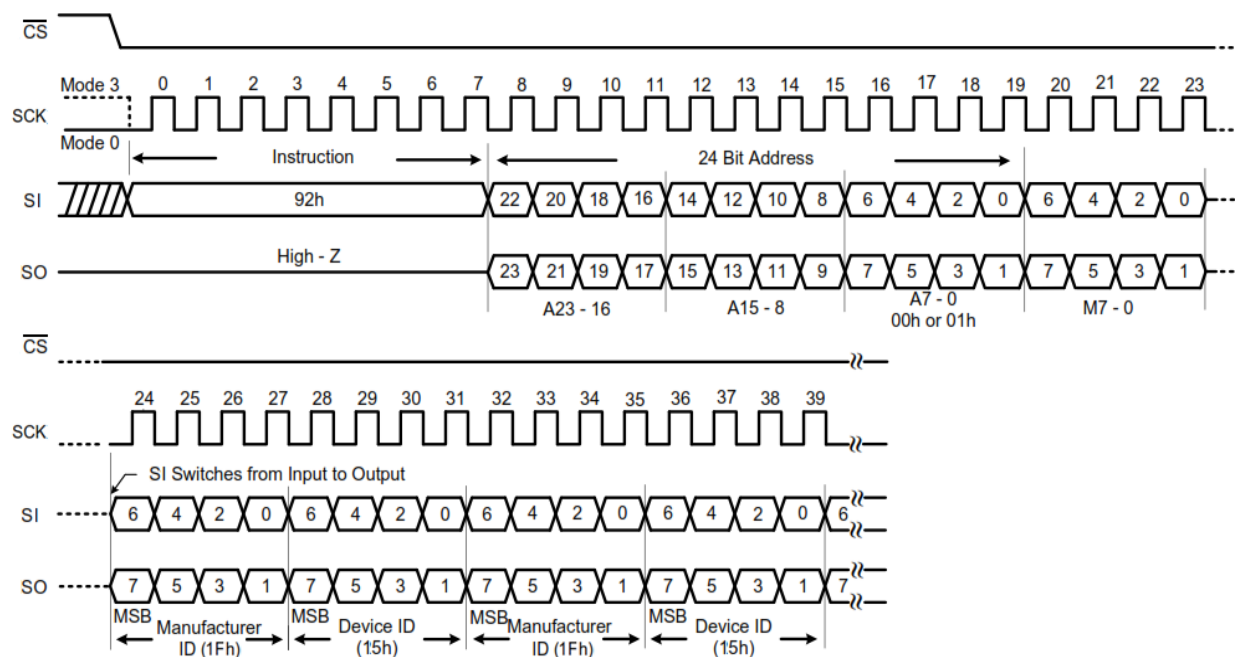 CS
Mode 3 0 1 2 3 4 5 6 7 8 9 10 11 12 13 14 15 16 17 18 19 20 21 22 23
SCK
Mode 0
Instruction 24 Bit Address
SI 92h 22 20 18 16 14 12 10 8 6 4 2 0 6 4 2 0
High - Z
SO 23 21 19 17 15 13 11 9 7 5 3 1 7 5 3 1
A23 - 16 A15 - 8 A7 - 0 M7 - 0
00h or 01h
CS
24 25 26 27 28 29 30 31 32 33 34 35 36 37 38 39
SCK
SI Switches from Input to Output
SI 6 4 2 0 6 4 2 0 6 4 2 0 6 4 2 0 6
SO 7 5 3 1 7 5 3 1 7 5 3 1 7 5 3 1 7
MSB MSB MSB MSB
Manufacturer Device ID Manufacturer Device ID
ID (1Fh) (15h) ID (1Fh) (15h)